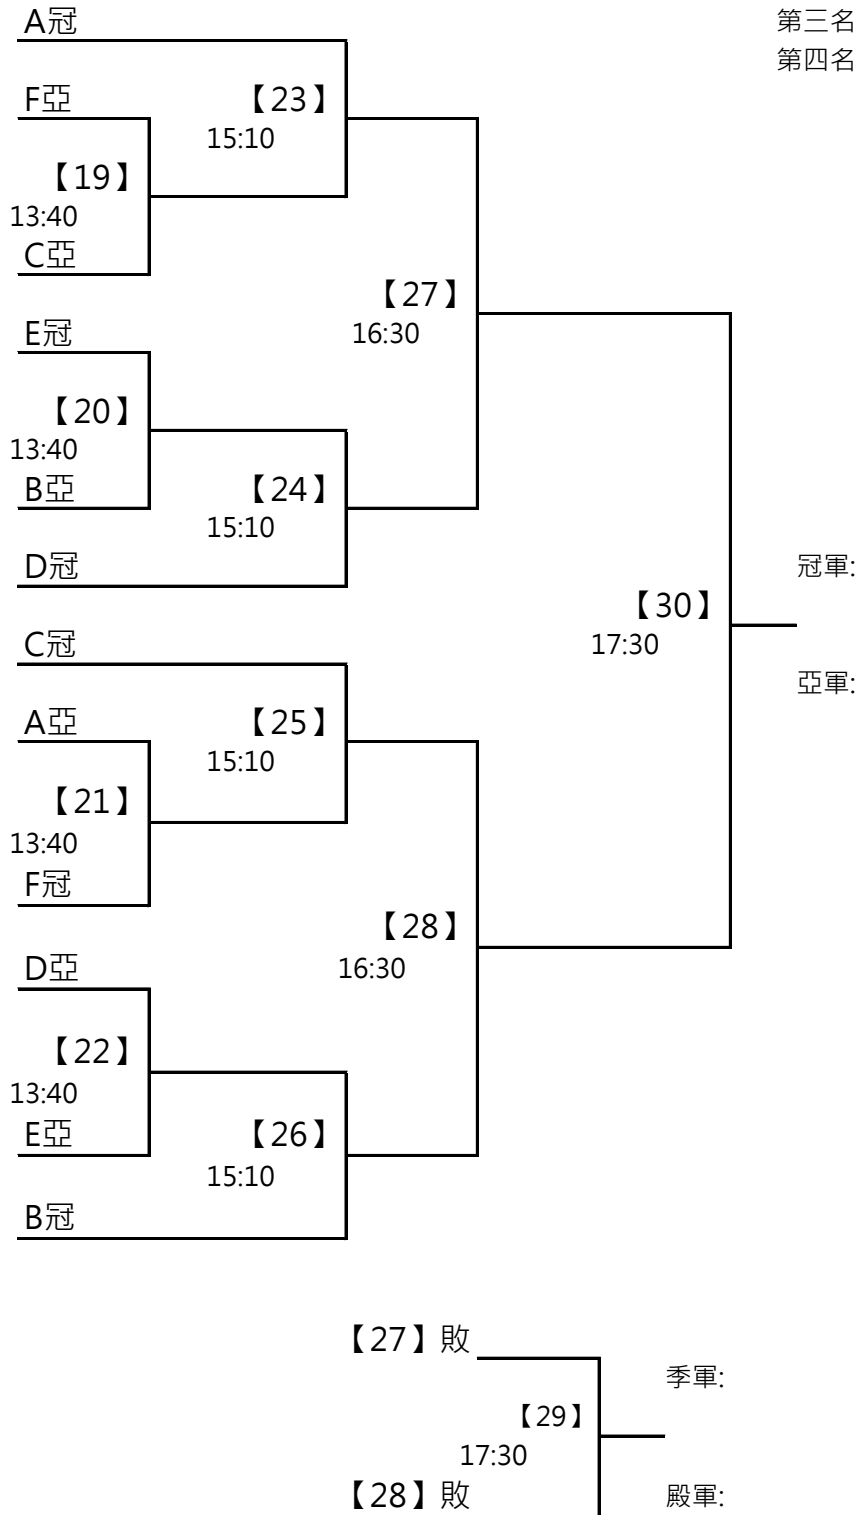 A冠
第三名
第四名
F亞
【23】
15:10
【19】
13:40
C亞
【27】
16:30
E冠
【20】
13:40
B亞
【24】
15:10
D冠
冠軍:
【30】
17:30
C冠
亞軍:
A亞
【25】
15:10
【21】
13:40
F冠
【28】
16:30
D亞
【22】
13:40
E亞
【26】
15:10
B冠
【27】敗
季軍:
【29】
17:30
【28】敗
殿軍: